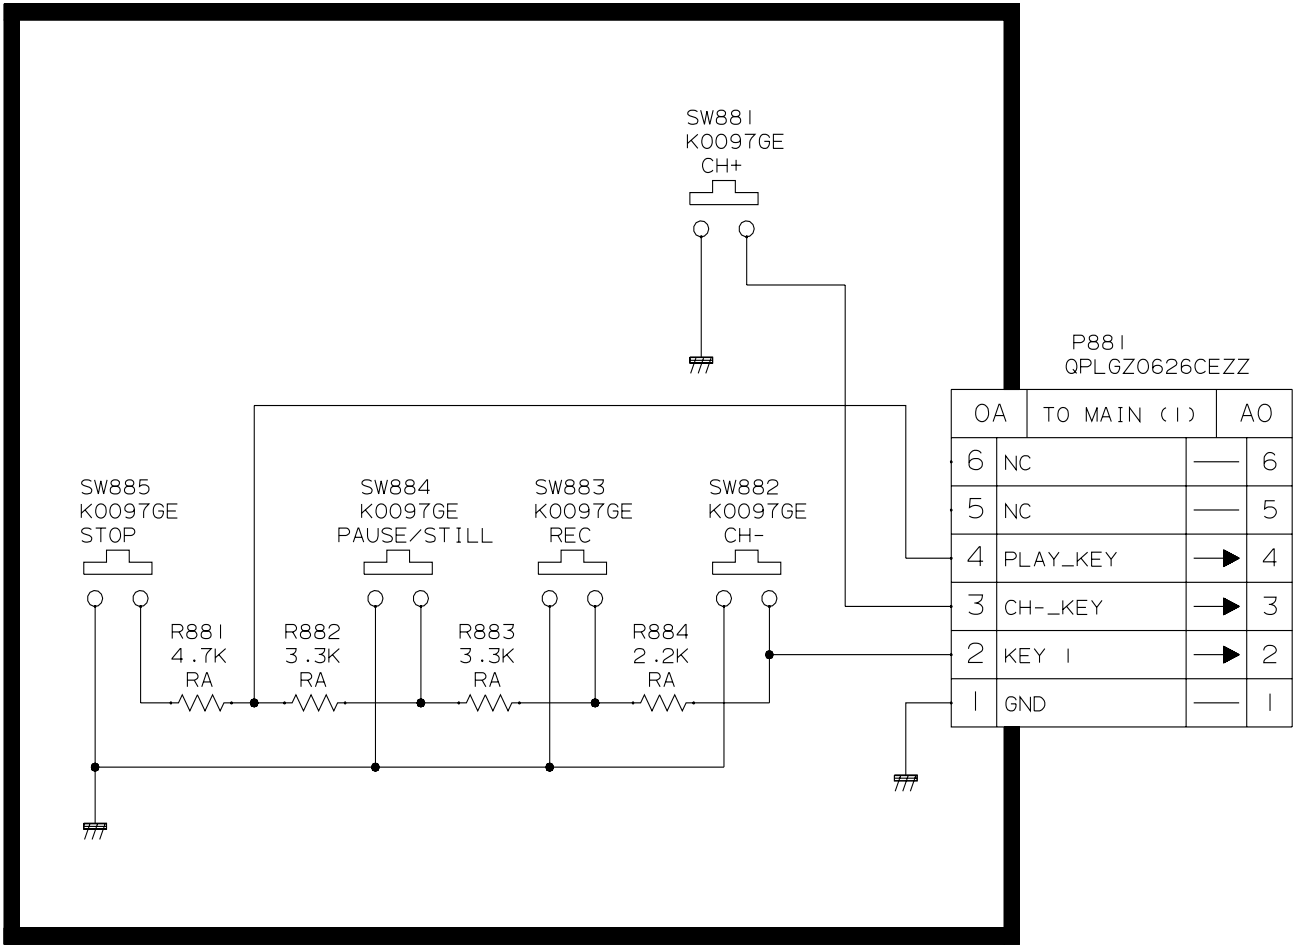 SW881
K0097GE
CH+
P881
QPLGZ0626CEZZ
OA TO MAIN (1) AO
6 NC 6
5 NC 5
4 PLAY_KEY 4
3 CH-_KEY 3
2 KEY 1 2
1 GND 1
SW885
K0097GE
STOP
SW884
K0097GE
PAUSE/STILL
SW883
K0097GE
REC
SW882
K0097GE
CH-
R881
4.7K
RA
R882
3.3K
RA
R883
3.3K
RA
R884
2.2K
RA